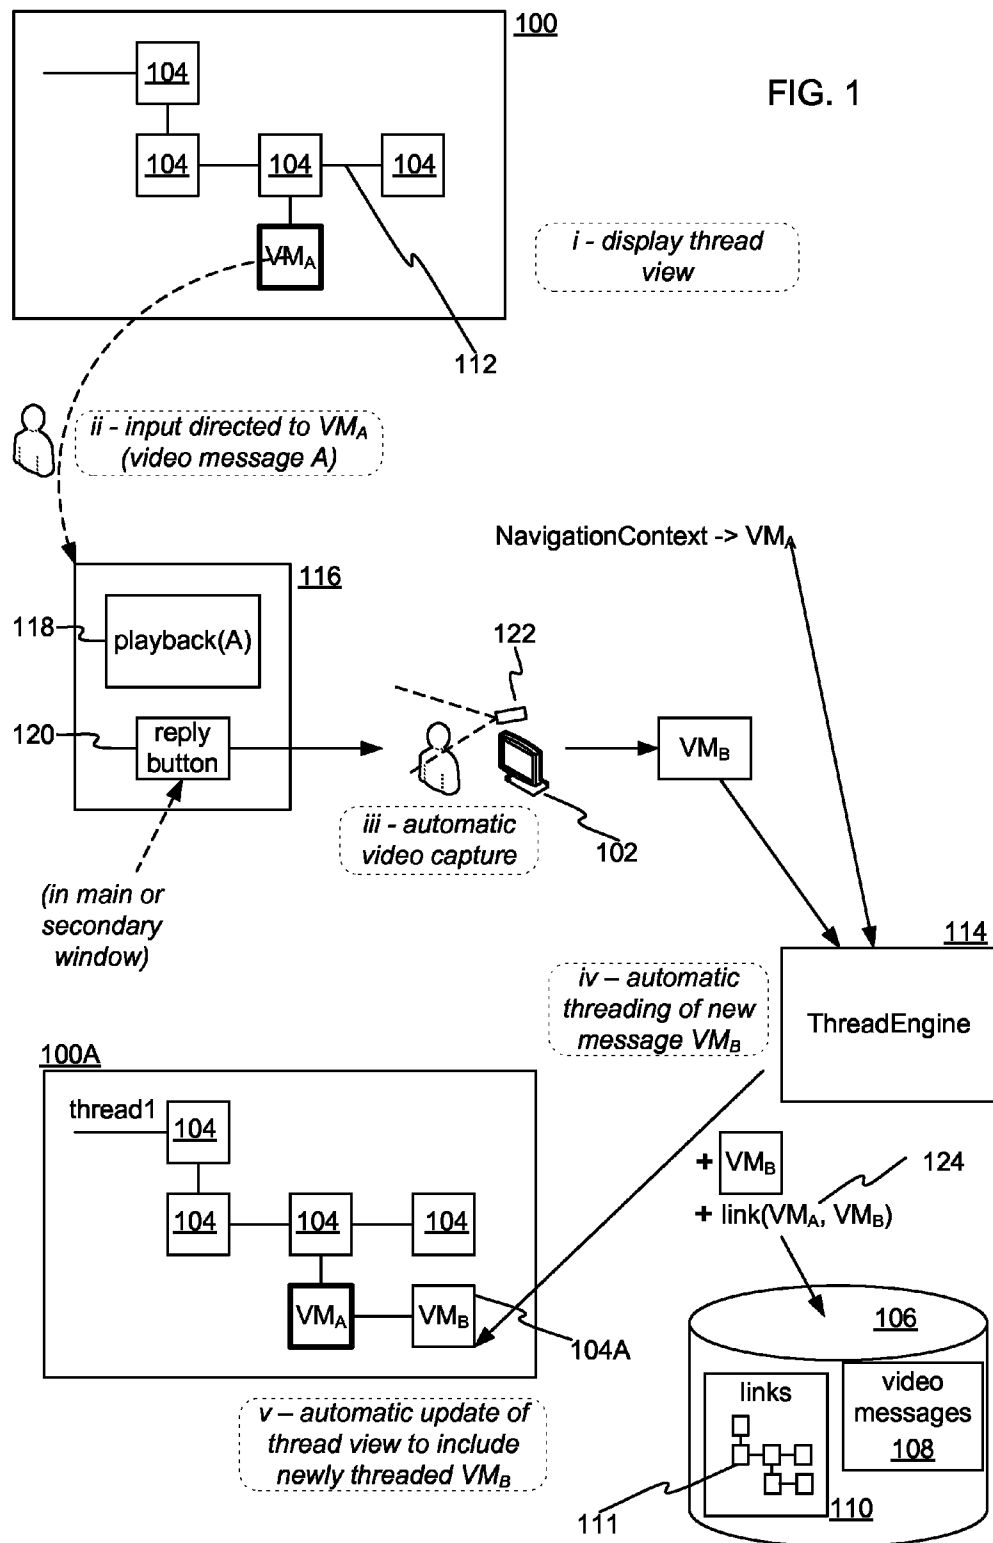 100
FIG. 1
104
104
104
104
VMA
i - display thread
view
112
ii - input directed to VMA
(video message A)
NavigationContext -> VMA
116
118
playback(A)
122
120
reply
button
VMB
iii - automatic
video capture
102
(in main or
secondary
window)
114
iv – automatic
threading of new
message VMB
ThreadEngine
100A
thread1
104
104
104
104
VMA
VMB
104A
+ VMB
124
+ link(VMA, VMB)
106
links
video
messages
108
v – automatic update of
thread view to include
newly threaded VMB
111
110